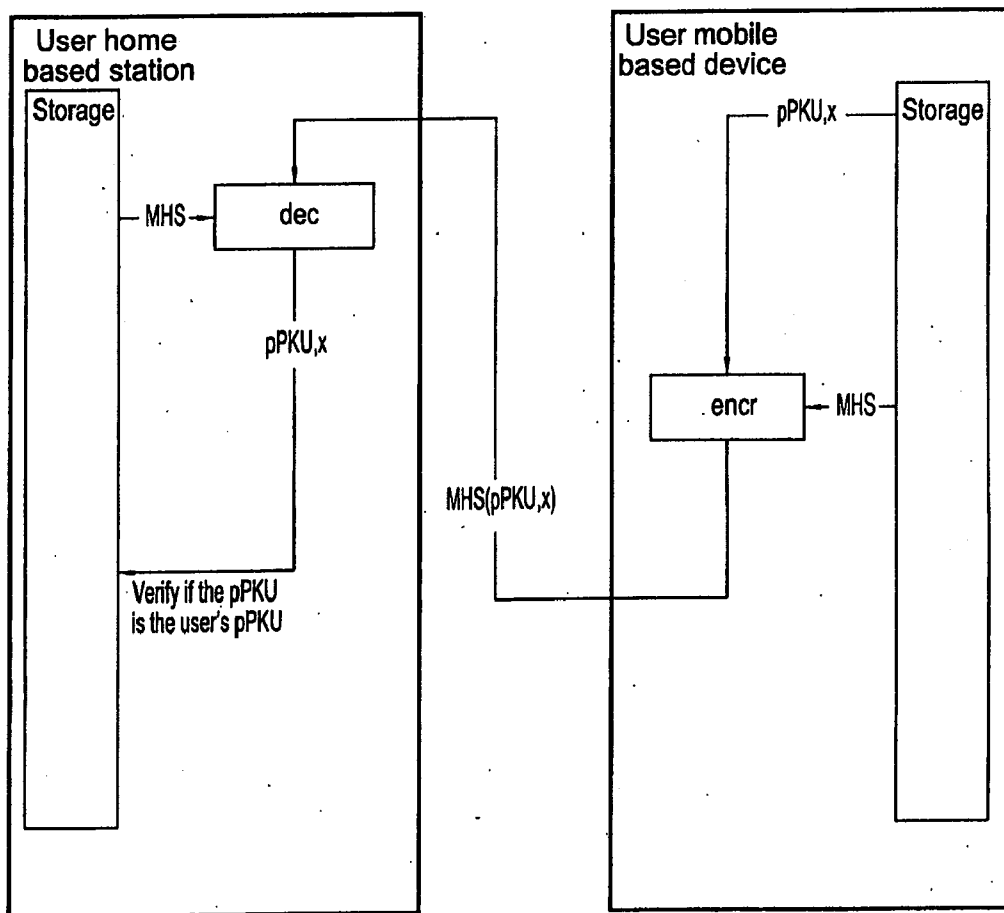 User home
based station
Storage
MHS
dec
pPKU,x
Verify if the pPKU
is the user's pPKU
MHS(pPKU,x)
User mobile
based device
pPKU,x
Storage
encr
MHS